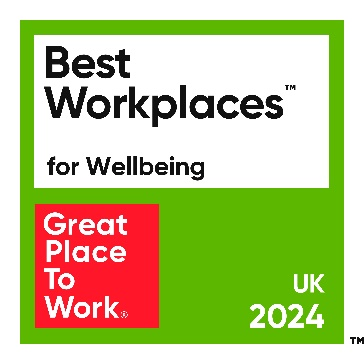 Best
Workplaces™
for Wellbeing
Great
Place
To
Work®
UK
2024
™